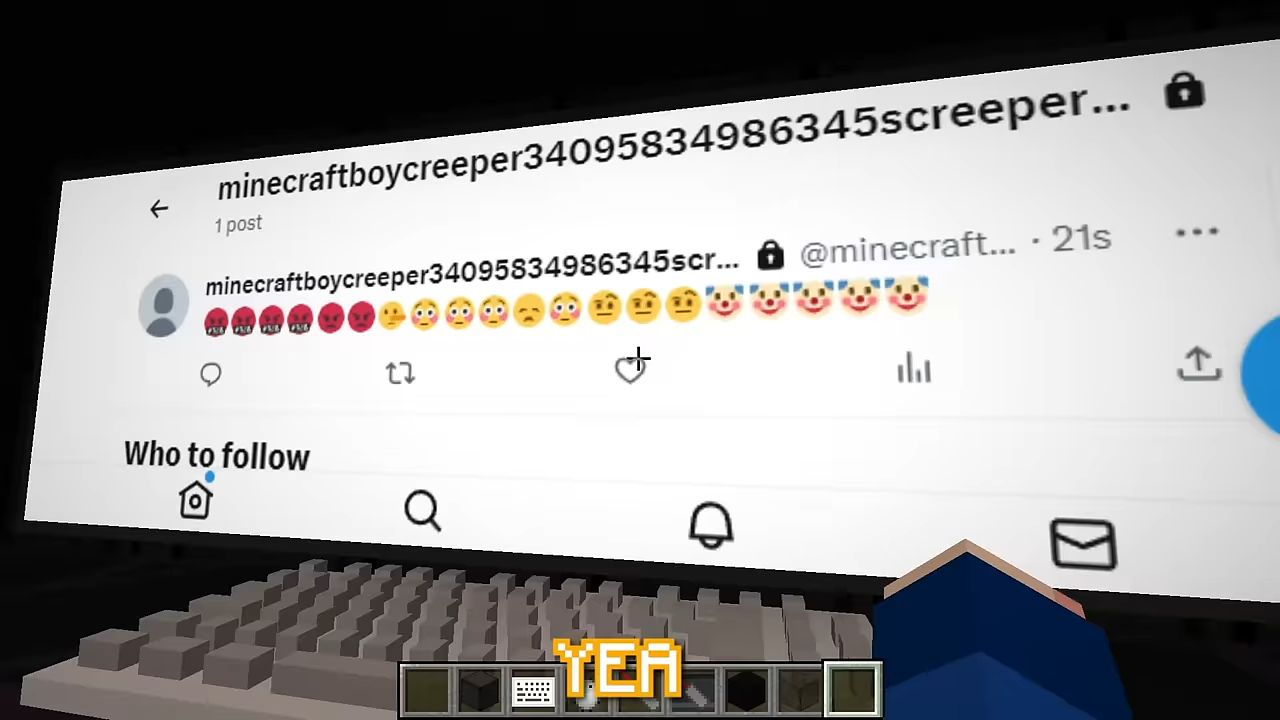 minecraftboycreeper34095834986345screeper...
1 post
minecraftboycreeper34095834986345scr... @minecraft... · 21s
🤬🤬🤬🤬😡😡🤥😳😳😳😞😳🤨🤨🤨🤡🤡🤡🤡🤡
Who to follow
YEA